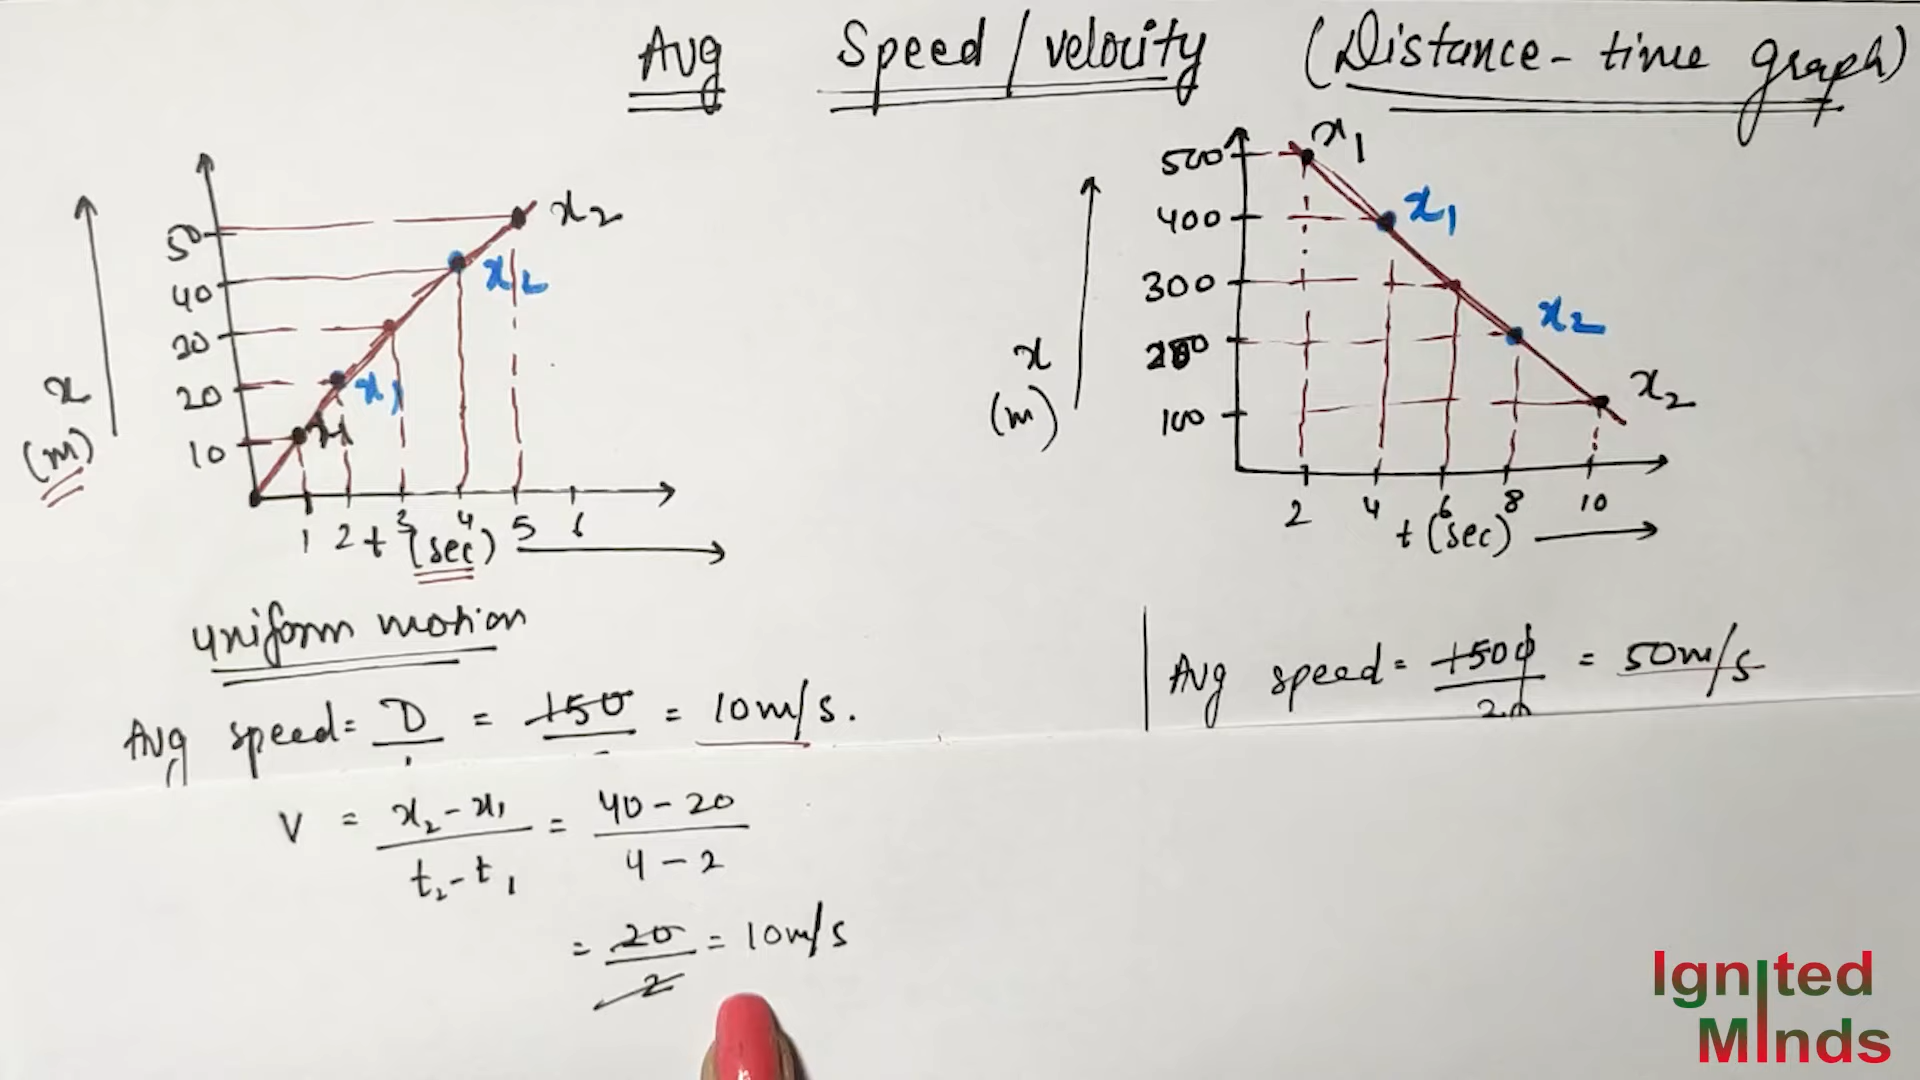 Avg Speed / velocity (Distance-time graph)
50
40
30
20
10
x
(m)
x2
x2
x1
x1
1 2 3 4 5 6
t (sec)
500
400
300
200
100
x
(m)
x1
x1
x2
x2
2 4 6 8 10
t (sec)
uniform motion
Avg speed = D = 150 = 10m/s.
V = x2 - x1 / t2 - t1 = 40 - 20 / 4 - 2
= 20 / 2 = 10m/s
Avg speed = 1500 = 50m/s
Ignited
Minds